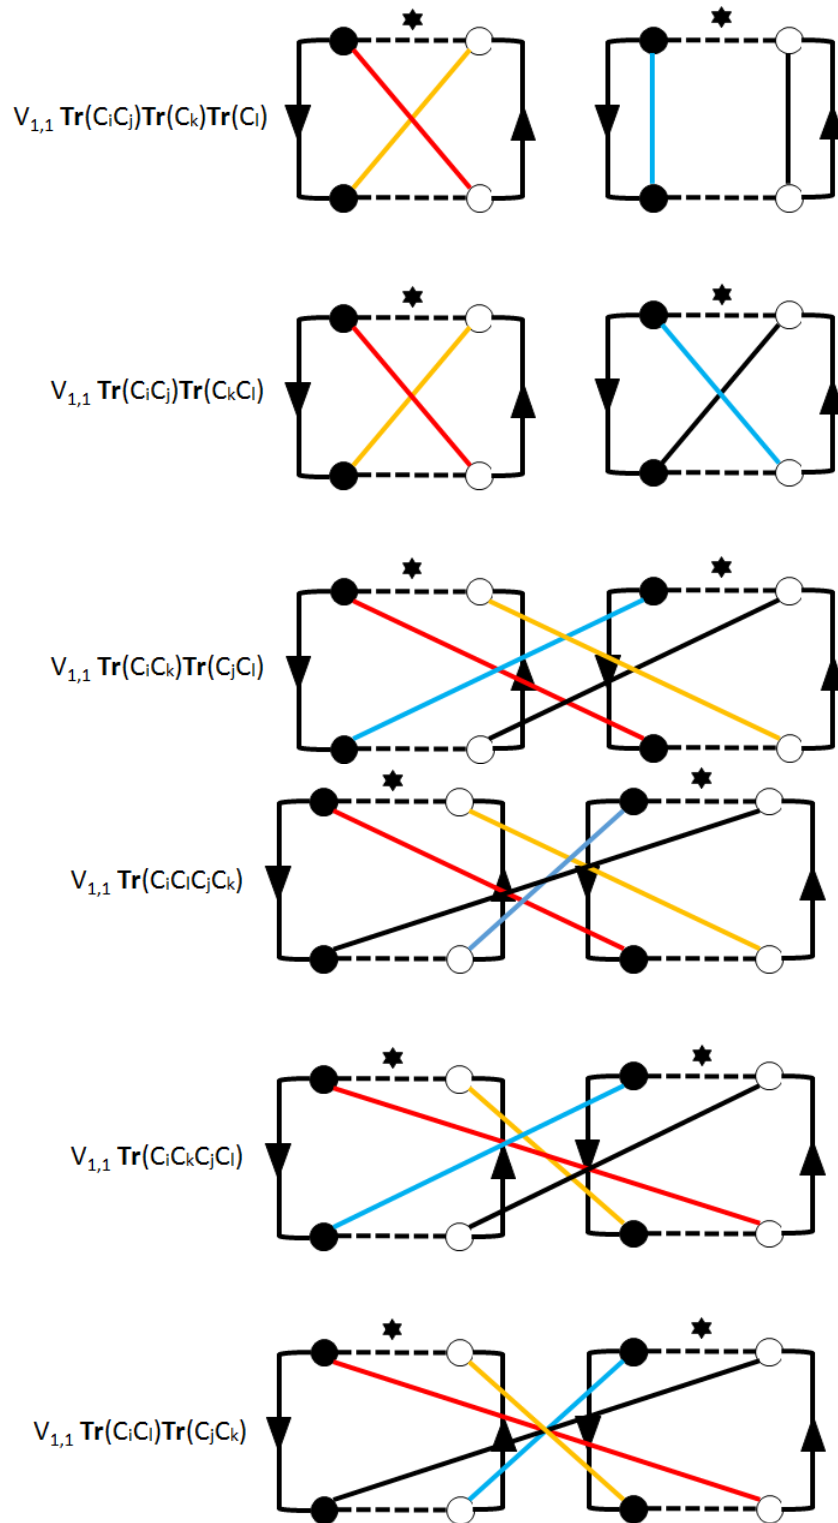 V₁,₁ Tr(CᵢCⱼ)Tr(Cₖ)Tr(Cₗ)
V₁,₁ Tr(CᵢCⱼ)Tr(CₖCₗ)
V₁,₁ Tr(CᵢCₖ)Tr(CⱼCₗ)
V₁,₁ Tr(CᵢCₗCⱼCₖ)
V₁,₁ Tr(CᵢCₖCⱼCₗ)
V₁,₁ Tr(CᵢCₗ)Tr(CⱼCₖ)